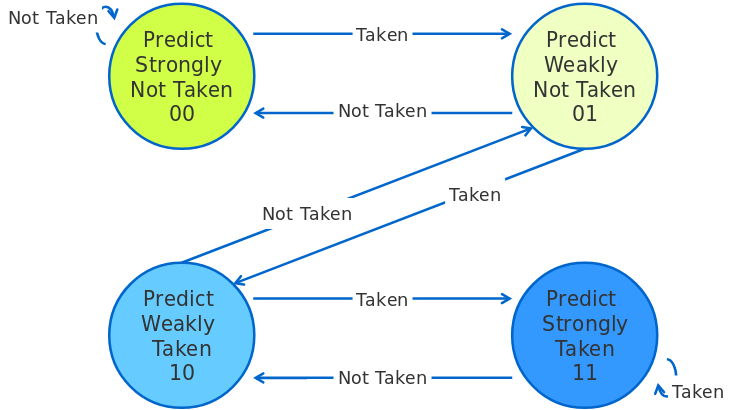 Not Taken
Predict
Strongly
Not Taken
00
Taken
Not Taken
Predict
Weakly
Not Taken
01
Not Taken
Taken
Predict
Weakly
Taken
10
Taken
Not Taken
Predict
Strongly
Taken
11
Taken